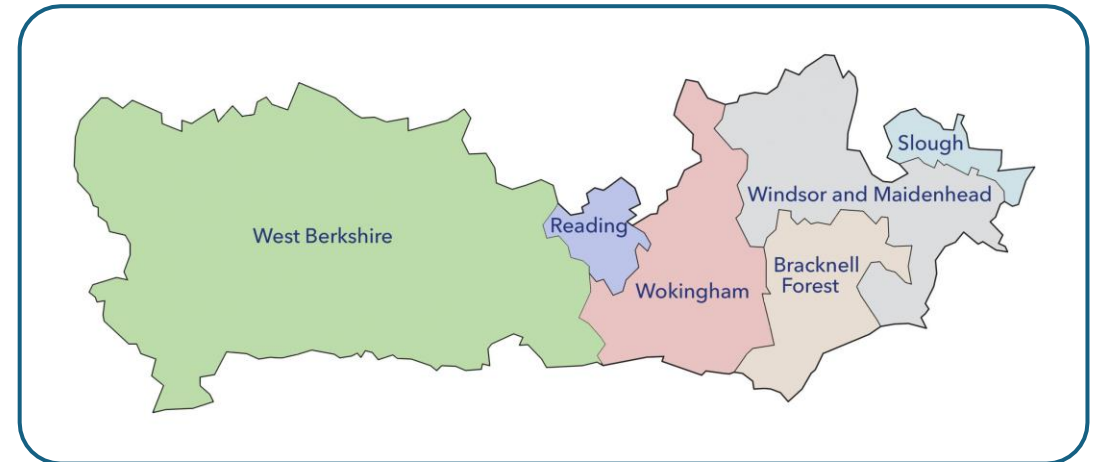 Slough
Windsor and Maidenhead
Reading
West Berkshire
Bracknell
Forest
Wokingham